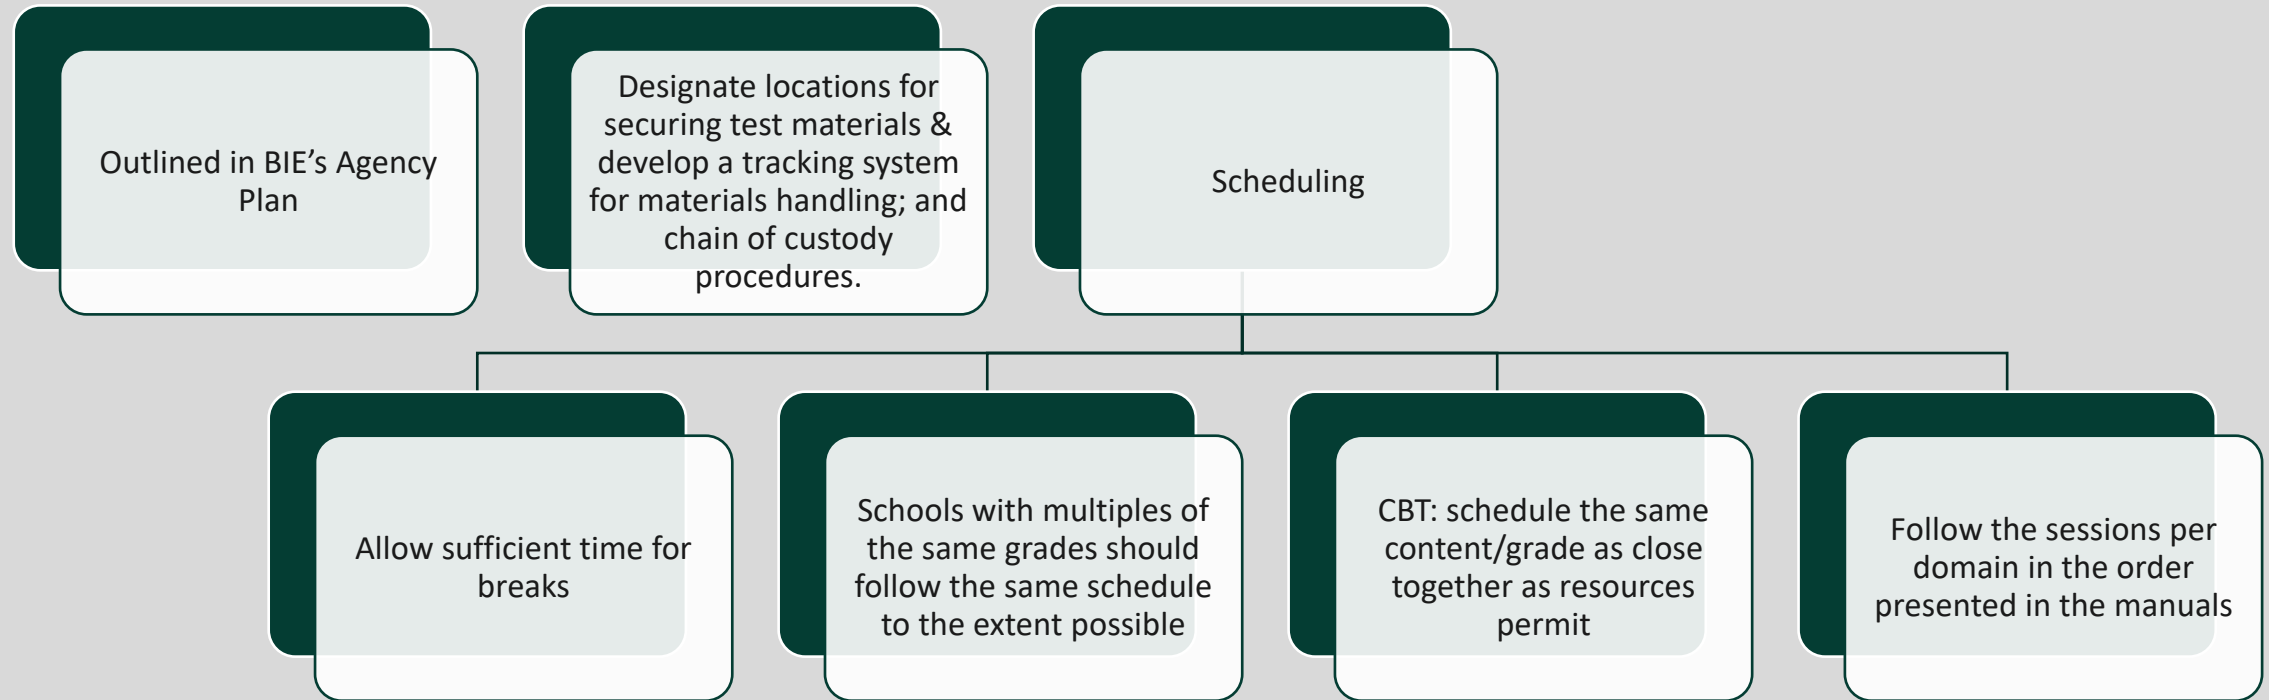 Outlined in BIE’s Agency
Plan
Designate locations for
securing test materials &
develop a tracking system
for materials handling; and
chain of custody
procedures.
Scheduling
Allow sufficient time for
breaks
Schools with multiples of
the same grades should
follow the same schedule
to the extent possible
CBT: schedule the same
content/grade as close
together as resources
permit
Follow the sessions per
domain in the order
presented in the manuals